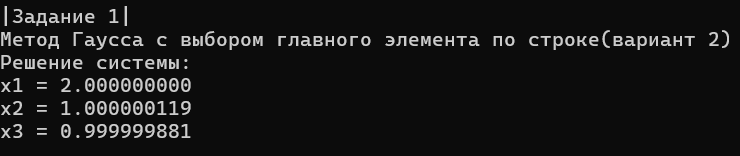 |Задание 1|
Метод Гаусса с выбором главного элемента по строке(вариант 2)
Решение системы:
x1 = 2.000000000
x2 = 1.000000119
x3 = 0.999999881